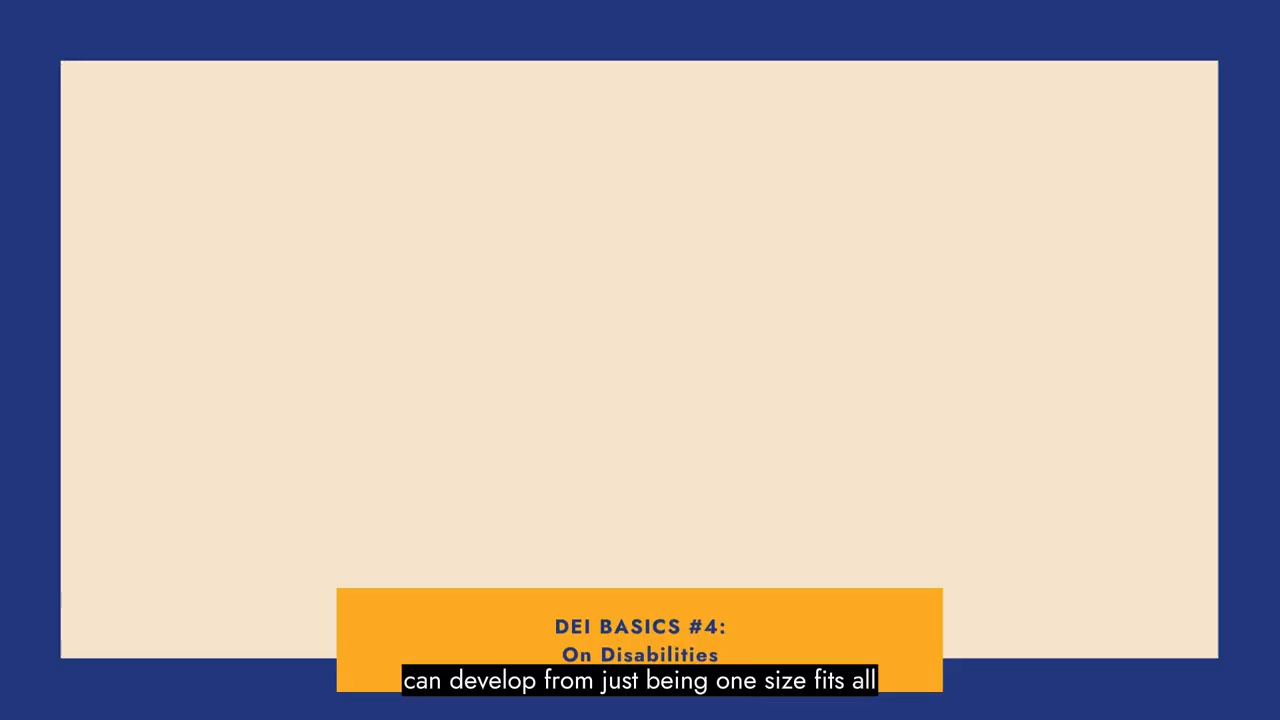 DEI BASICS #4:
On Disabilities
can develop from just being one size fits all